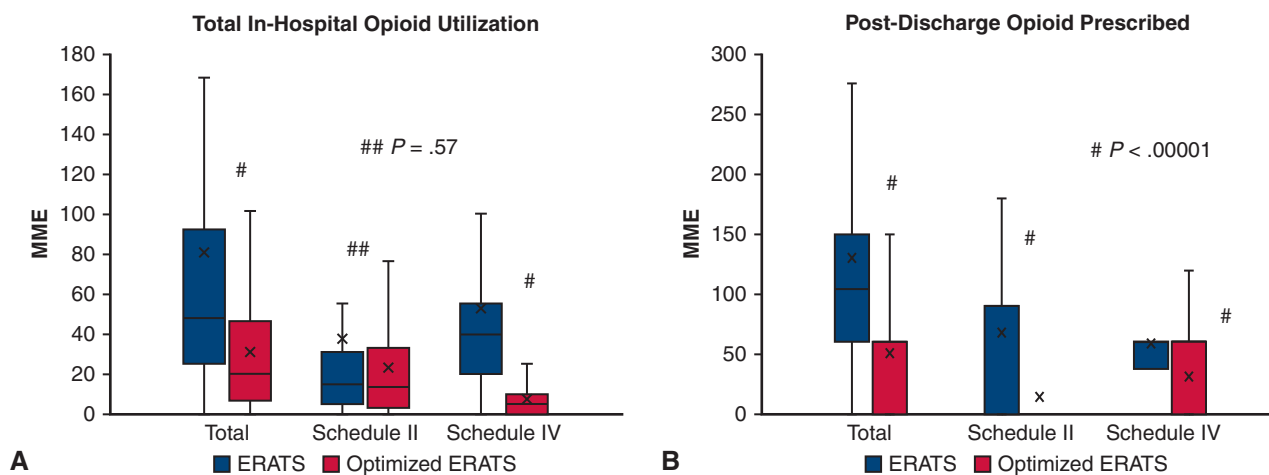 Total In-Hospital Opioid Utilization
180
160
140
120
100
80
60
40
20
0
MME
#
## P = .57
##
#
Total
Schedule II
Schedule IV
A
ERATS
Optimized ERATS
Post-Discharge Opioid Prescribed
300
250
200
150
100
50
0
MME
#
# P < .00001
#
#
Total
Schedule II
Schedule IV
B
ERATS
Optimized ERATS